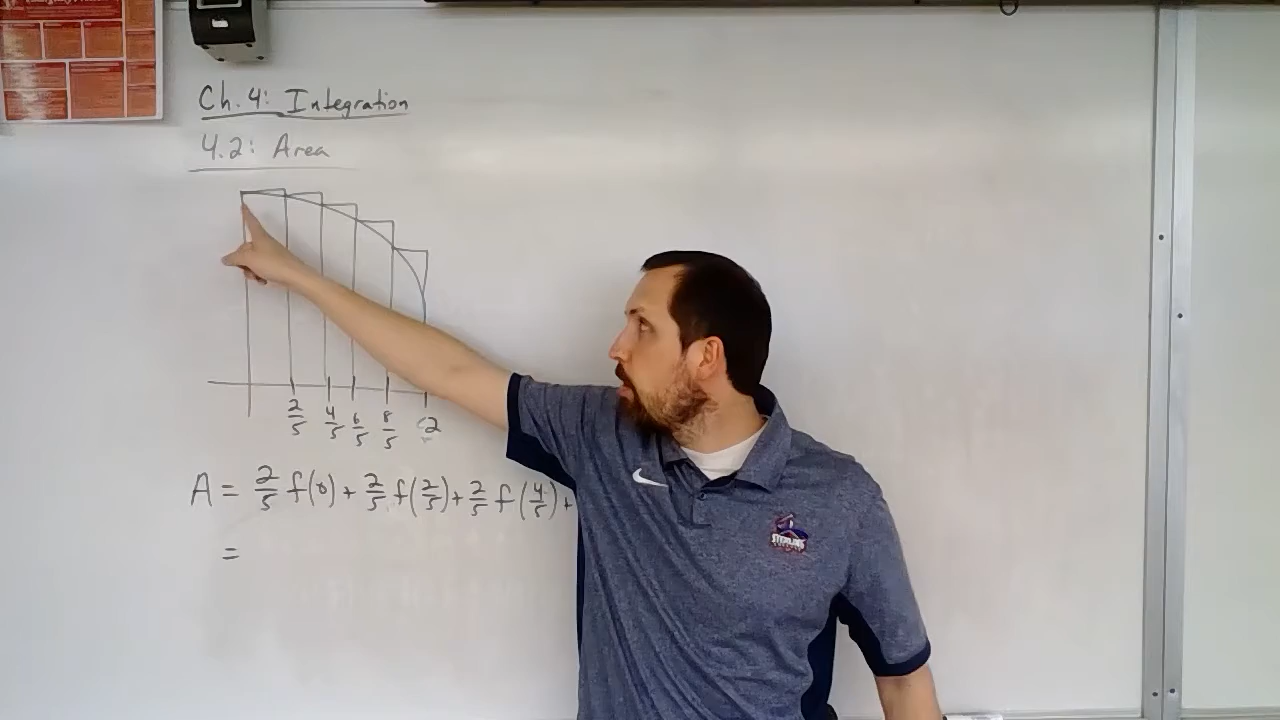 Ch. 4: Integration
4.2: Area
2/5 4/5 6/5 8/5 2
A = 2/5 f(0) + 2/5 f(2/5) + 2/5 f(4/5) +
=
STERLING